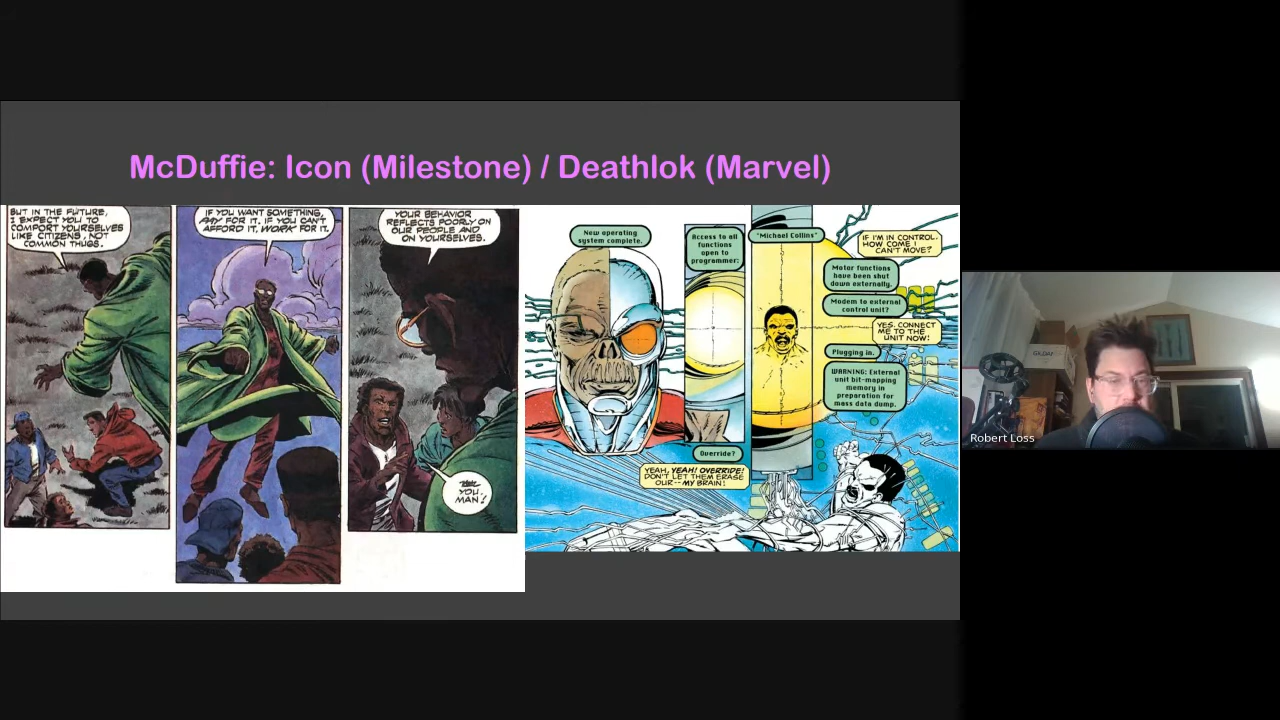 McDuffie: Icon (Milestone) / Deathlok (Marvel)
BUT IN THE FUTURE,
I EXPECT YOU TO
COMPORT YOURSELVES
LIKE CITIZENS, NOT
COMMON THUGS.
IF YOU WANT SOMETHING,
PAY FOR IT. IF YOU CAN'T
AFFORD IT, WORK FOR IT.
YOUR BEHAVIOR
REFLECTS POORLY ON
OUR PEOPLE AND
ON YOURSELVES.
YOU,
MAN!
New operating
system complete.
Access to all
functions
open to
programmer:
"Michael Collins"
IF I'M IN CONTROL,
HOW COME I
CAN'T MOVE?
Motor functions
have been shut
down externally.
Modem to external
control unit?
YES. CONNECT
ME TO THE
UNIT NOW!
Plugging in.
WARNING: External
unit bit-mapping
memory in
preparation for
mass data dump.
Override?
YEAH, YEAH! OVERRIDE!
DON'T LET THEM ERASE
OUR--MY BRAIN!
Robert Loss